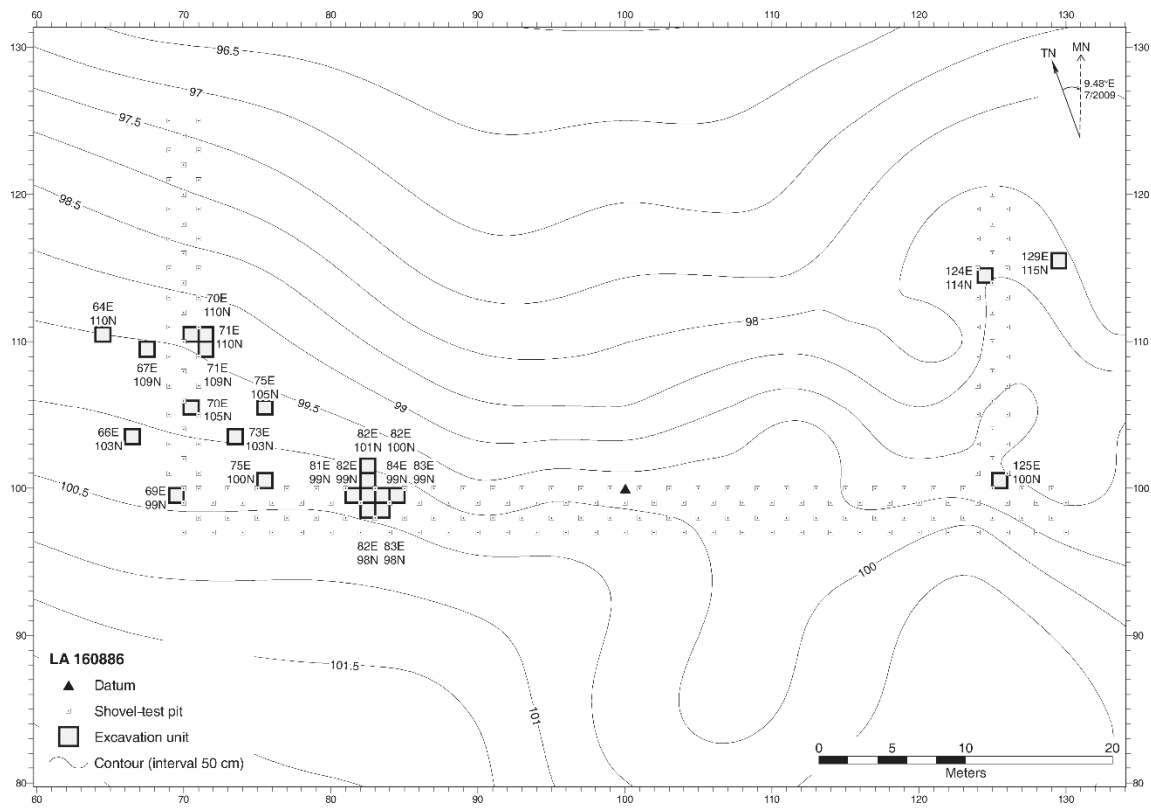 60 70 80 90 100 110 120 130
130 130
120 120
110 110
100 100
90 90
80 80
60 70 80 90 100 110 120 130
TN MN
9.48°E
7/2009
96.5
97
97.5
98.5
98
99
99.5
100.5
100
101.5
101
64E
110N
67E
109N
70E
110N
71E
110N
71E
109N
75E
105N
70E
105N
66E
103N
73E
103N
75E
100N
69E
99N
82E 82E
101N 100N
81E 82E 84E 83E
99N 99N 99N 99N
82E 83E
98N 98N
124E
114N
129E
115N
125E
100N
LA 160886
Datum
Shovel-test pit
Excavation unit
Contour (interval 50 cm)
0 5 10 20
Meters